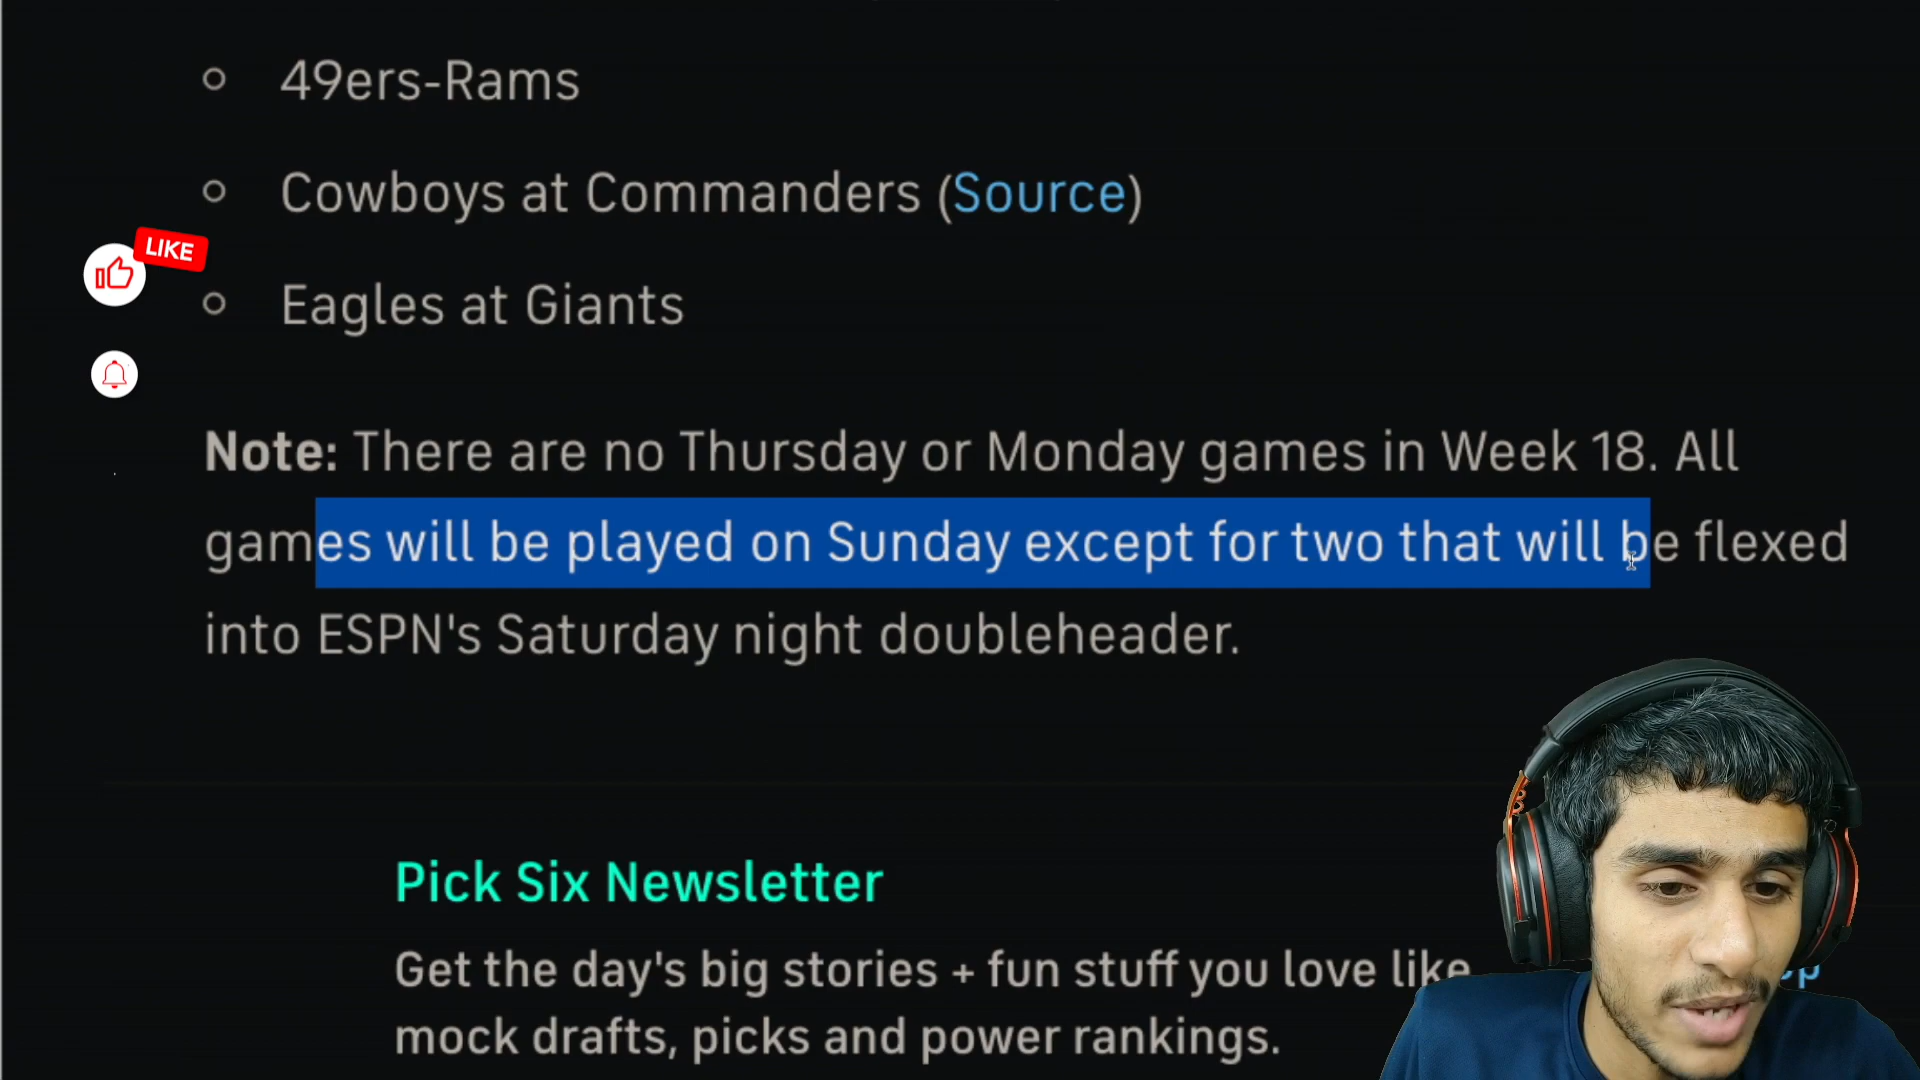 49ers-Rams
Cowboys at Commanders (Source)
LIKE
Eagles at Giants
Note: There are no Thursday or Monday games in Week 18. All
games will be played on Sunday except for two that will be flexed
into ESPN's Saturday night doubleheader.
Pick Six Newsletter
Get the day's big stories + fun stuff you love like
mock drafts, picks and power rankings.